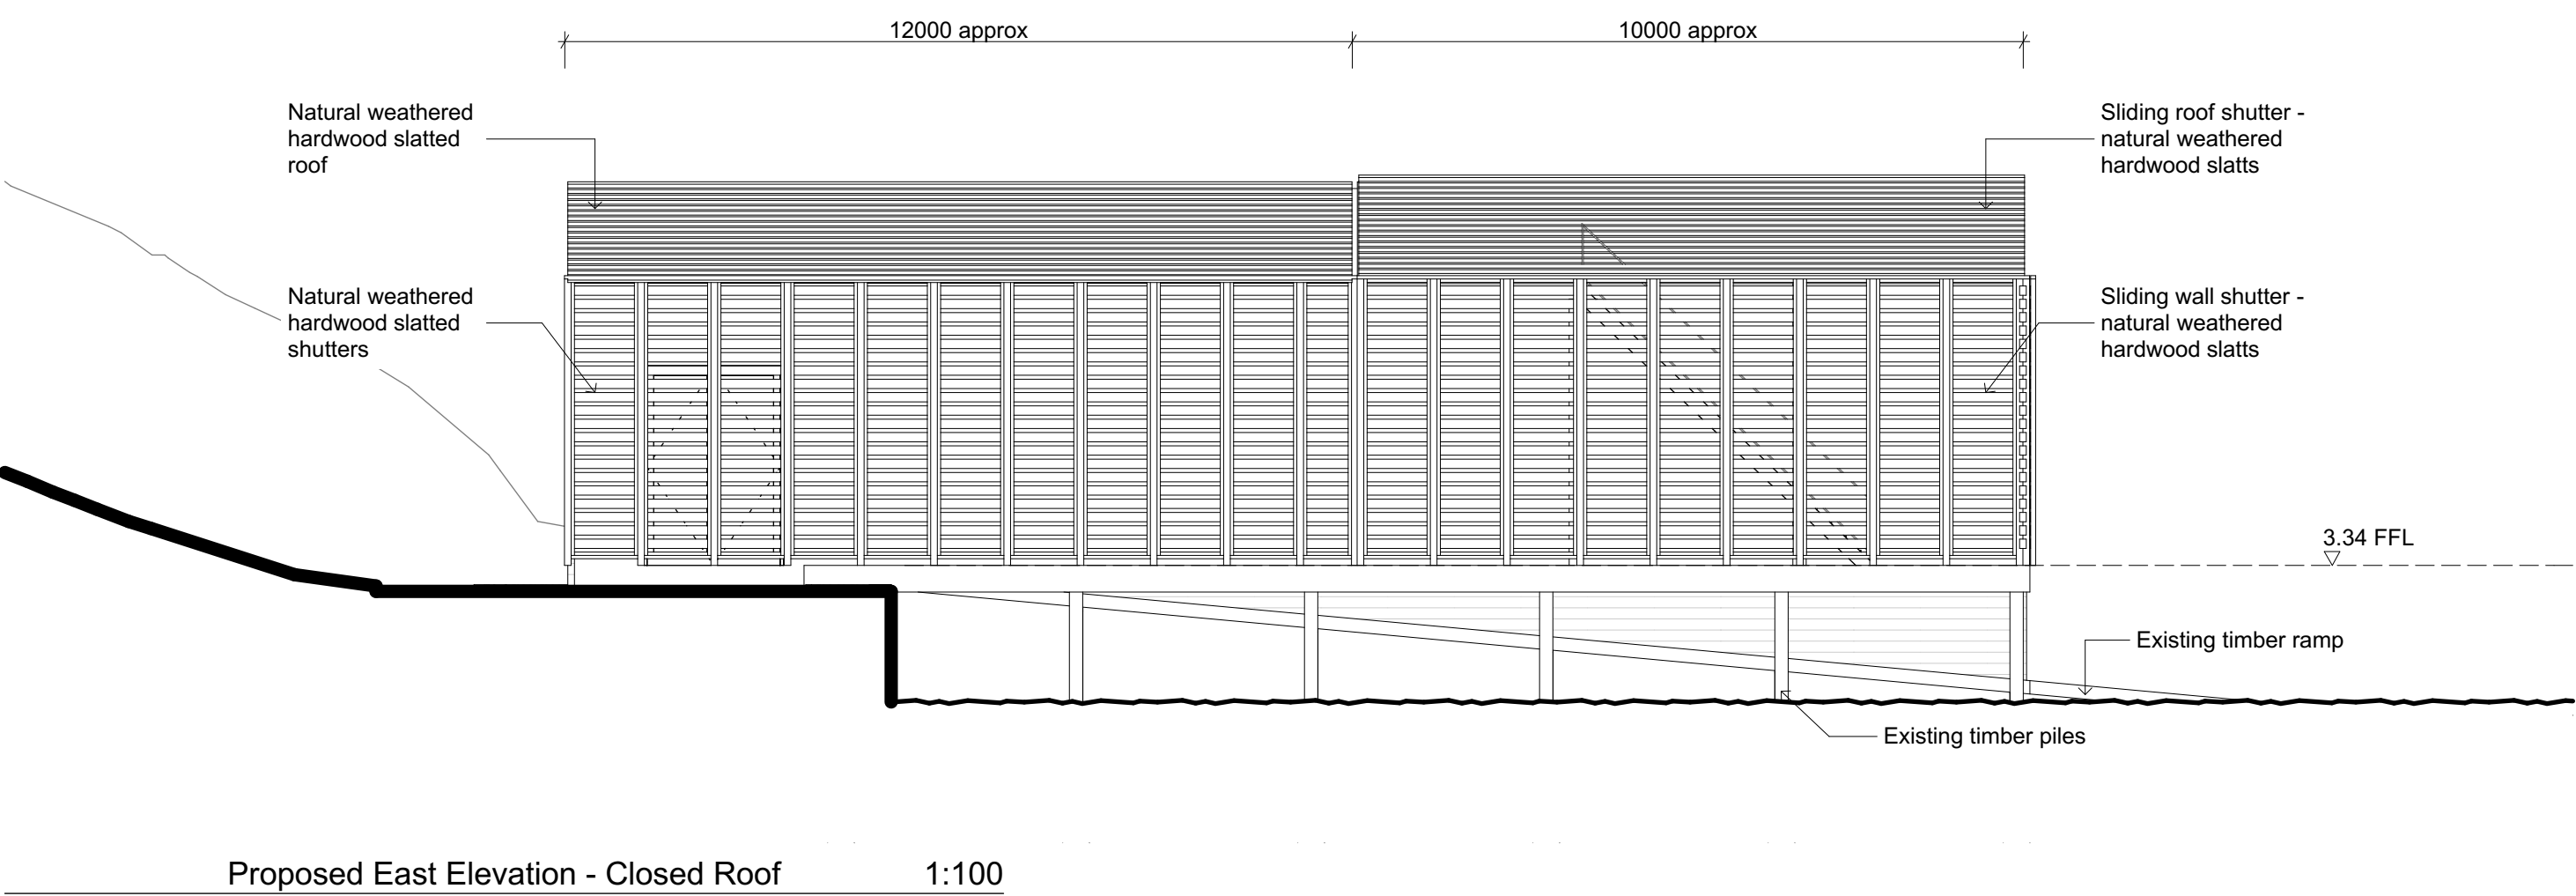 12000 approx
10000 approx
Natural weathered
hardwood slatted
roof
Sliding roof shutter -
natural weathered
hardwood slatts
Natural weathered
hardwood slatted
shutters
Sliding wall shutter -
natural weathered
hardwood slatts
3.34 FFL
Existing timber ramp
Existing timber piles
Proposed East Elevation - Closed Roof 1:100